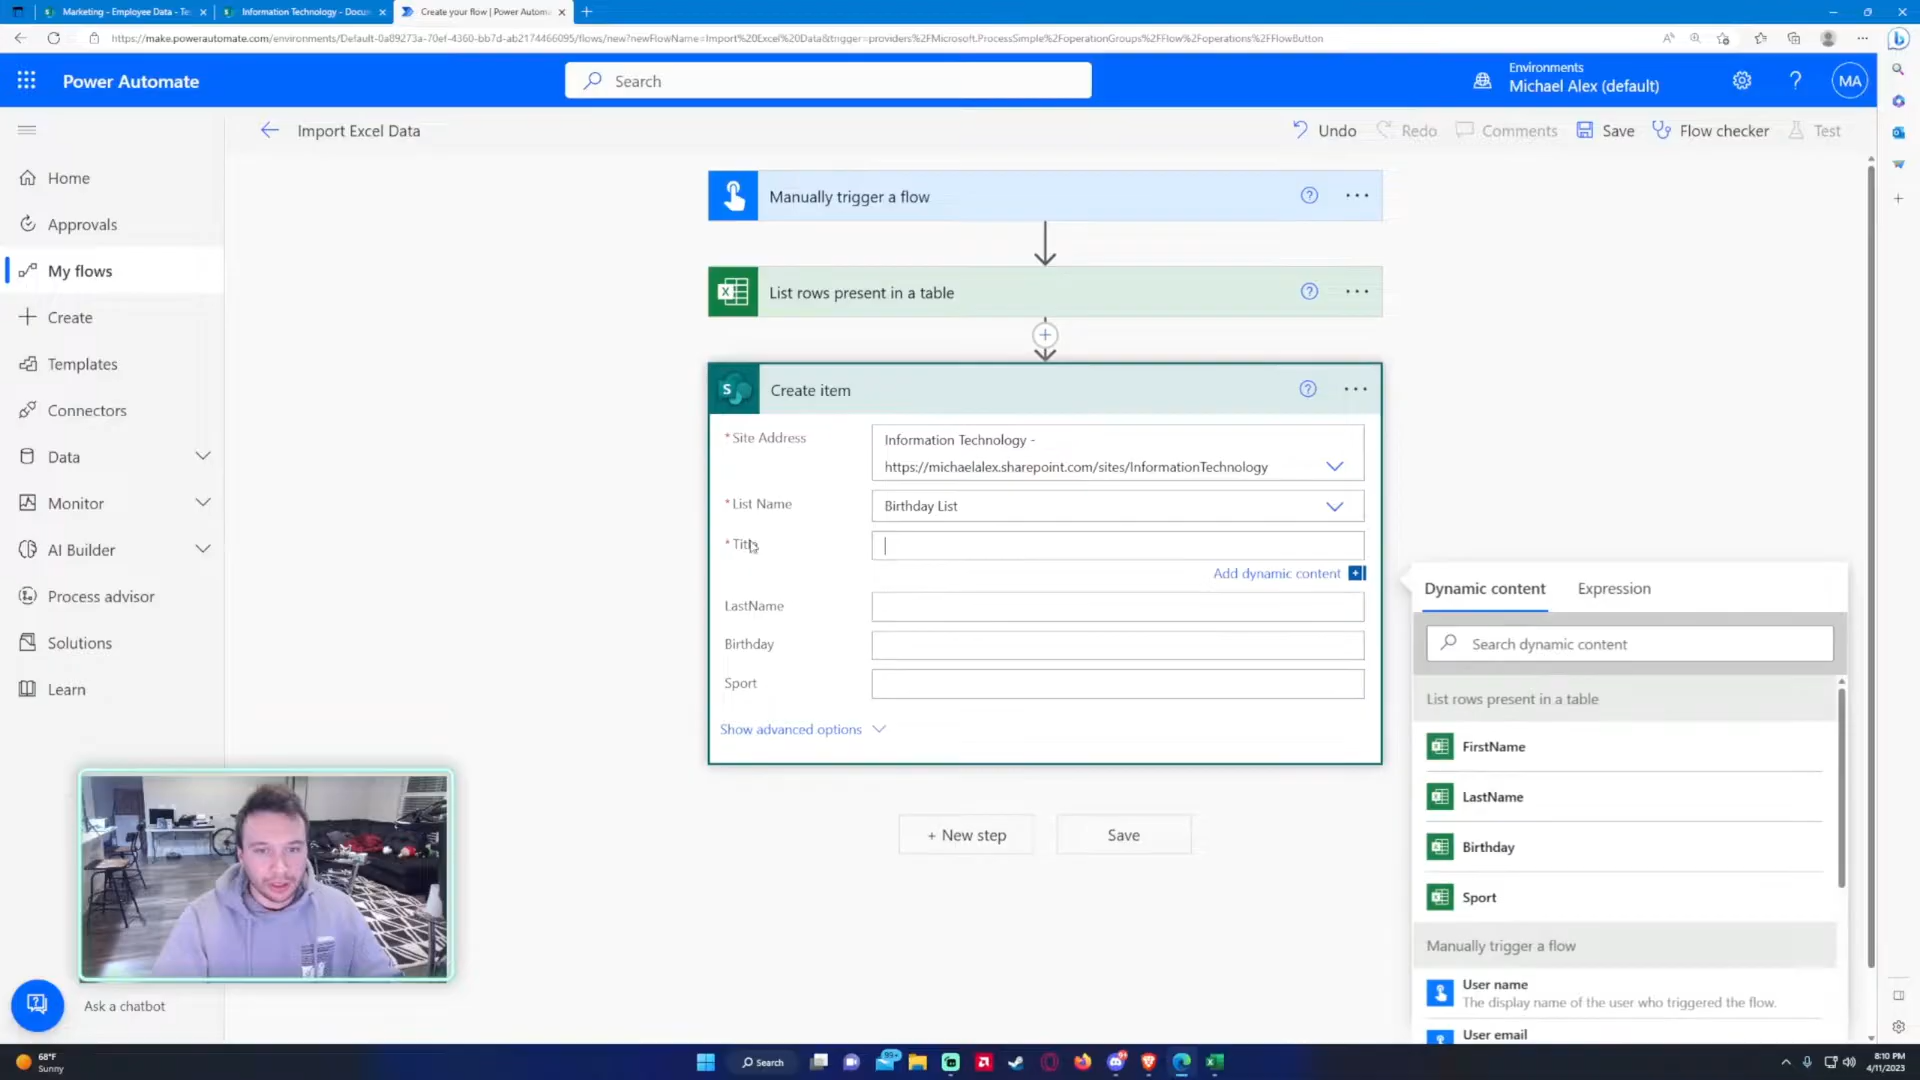 Marketing - Employee Data - Te
Information Technology - Docu
Create your flow | Power Autom
https://make.powerautomate.com/environments/Default-0a89273a-70ef-4360-bb7d-ab2174466095/flows/new?newFlowName=Import%20Excel%20Data&trigger=providers%2FMicrosoft.ProcessSimple%2FoperationGroups%2FFlow%2Foperations%2FFlowButton
Power Automate
Search
Environments
Michael Alex (default)
MA
Import Excel Data
Undo
Redo
Comments
Save
Flow checker
Test
Home
Approvals
My flows
Create
Templates
Connectors
Data
Monitor
AI Builder
Process advisor
Solutions
Learn
Ask a chatbot
Manually trigger a flow
List rows present in a table
Create item
* Site Address
Information Technology -
https://michaelalex.sharepoint.com/sites/InformationTechnology
* List Name
Birthday List
* Title
Add dynamic content
LastName
Birthday
Sport
Show advanced options
+ New step
Save
Dynamic content
Expression
Search dynamic content
List rows present in a table
FirstName
LastName
Birthday
Sport
Manually trigger a flow
User name
The display name of the user who triggered the flow.
User email
68°F
Sunny
Search
99+
8:10 PM
4/11/2023